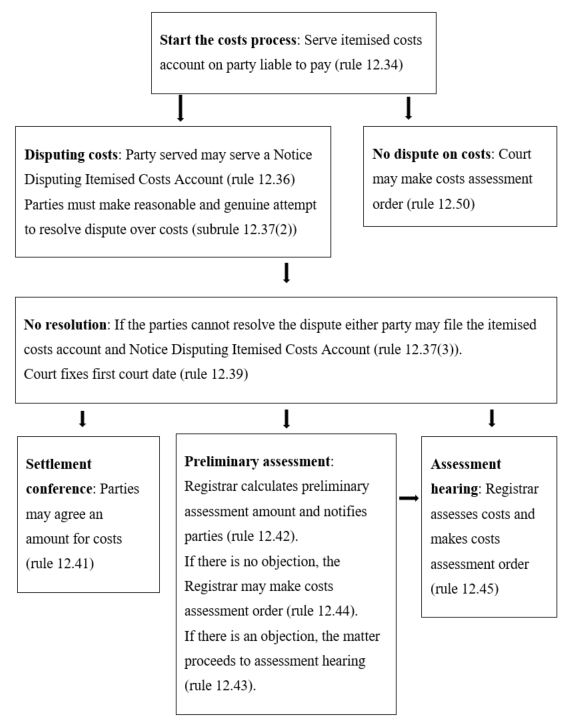 Start the costs process: Serve itemised costs
account on party liable to pay (rule 12.34)
Disputing costs: Party served may serve a Notice
Disputing Itemised Costs Account (rule 12.36)
Parties must make reasonable and genuine attempt
to resolve dispute over costs (subrule 12.37(2))
No dispute on costs: Court
may make costs assessment
order (rule 12.50)
No resolution: If the parties cannot resolve the dispute either party may file the itemised
costs account and Notice Disputing Itemised Costs Account (rule 12.37(3)).
Court fixes first court date (rule 12.39)
Settlement
conference: Parties
may agree an
amount for costs
(rule 12.41)
Preliminary assessment:
Registrar calculates preliminary
assessment amount and notifies
parties (rule 12.42).
If there is no objection, the
Registrar may make costs
assessment order (rule 12.44).
If there is an objection, the matter
proceeds to assessment hearing
(rule 12.43).
Assessment
hearing: Registrar
assesses costs and
makes costs
assessment order
(rule 12.45)